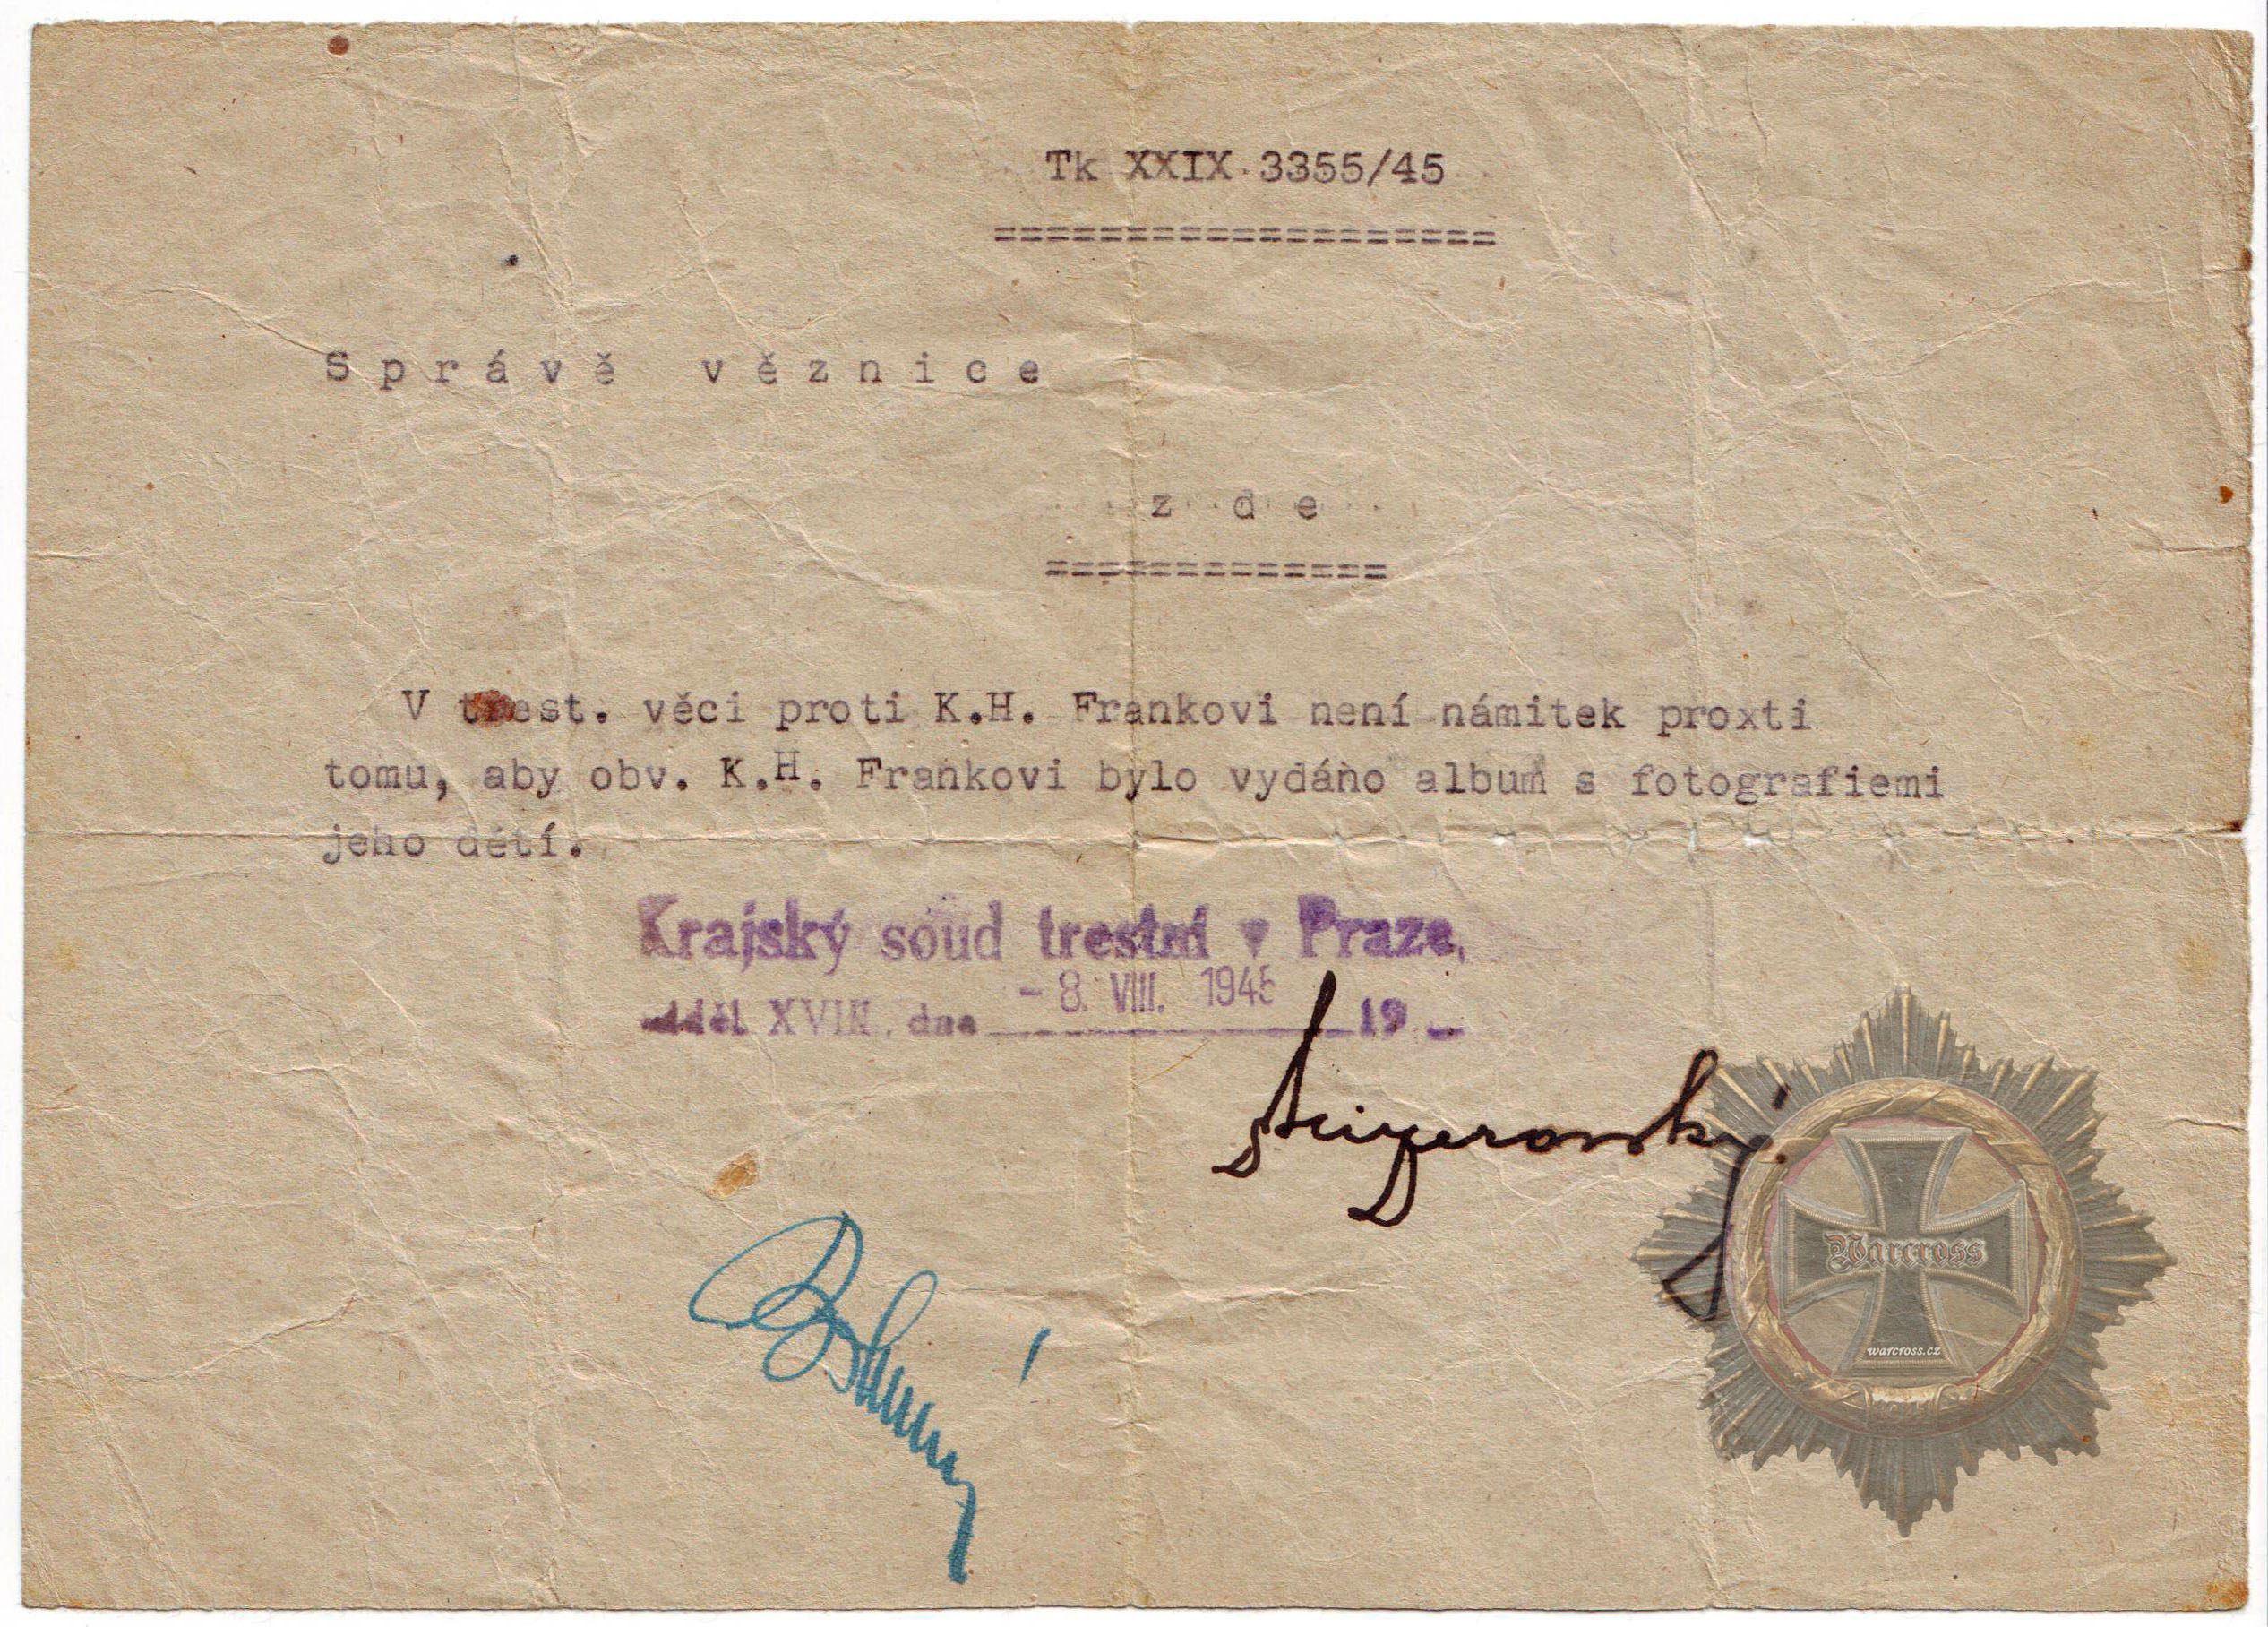 Tk XXIX 3355/45
====================
Správě věznice
zde
=============
V trest. věci proti K.H. Frankovi není námitek proxti
tomu, aby obv. K.H. Frankovi bylo vydáno album s fotografiemi
jeho dětí.
Krajský soud trestní v Praze,
odděl XVIII. dne - 8. VIII. 1945 19
Warcross
warcross.cz